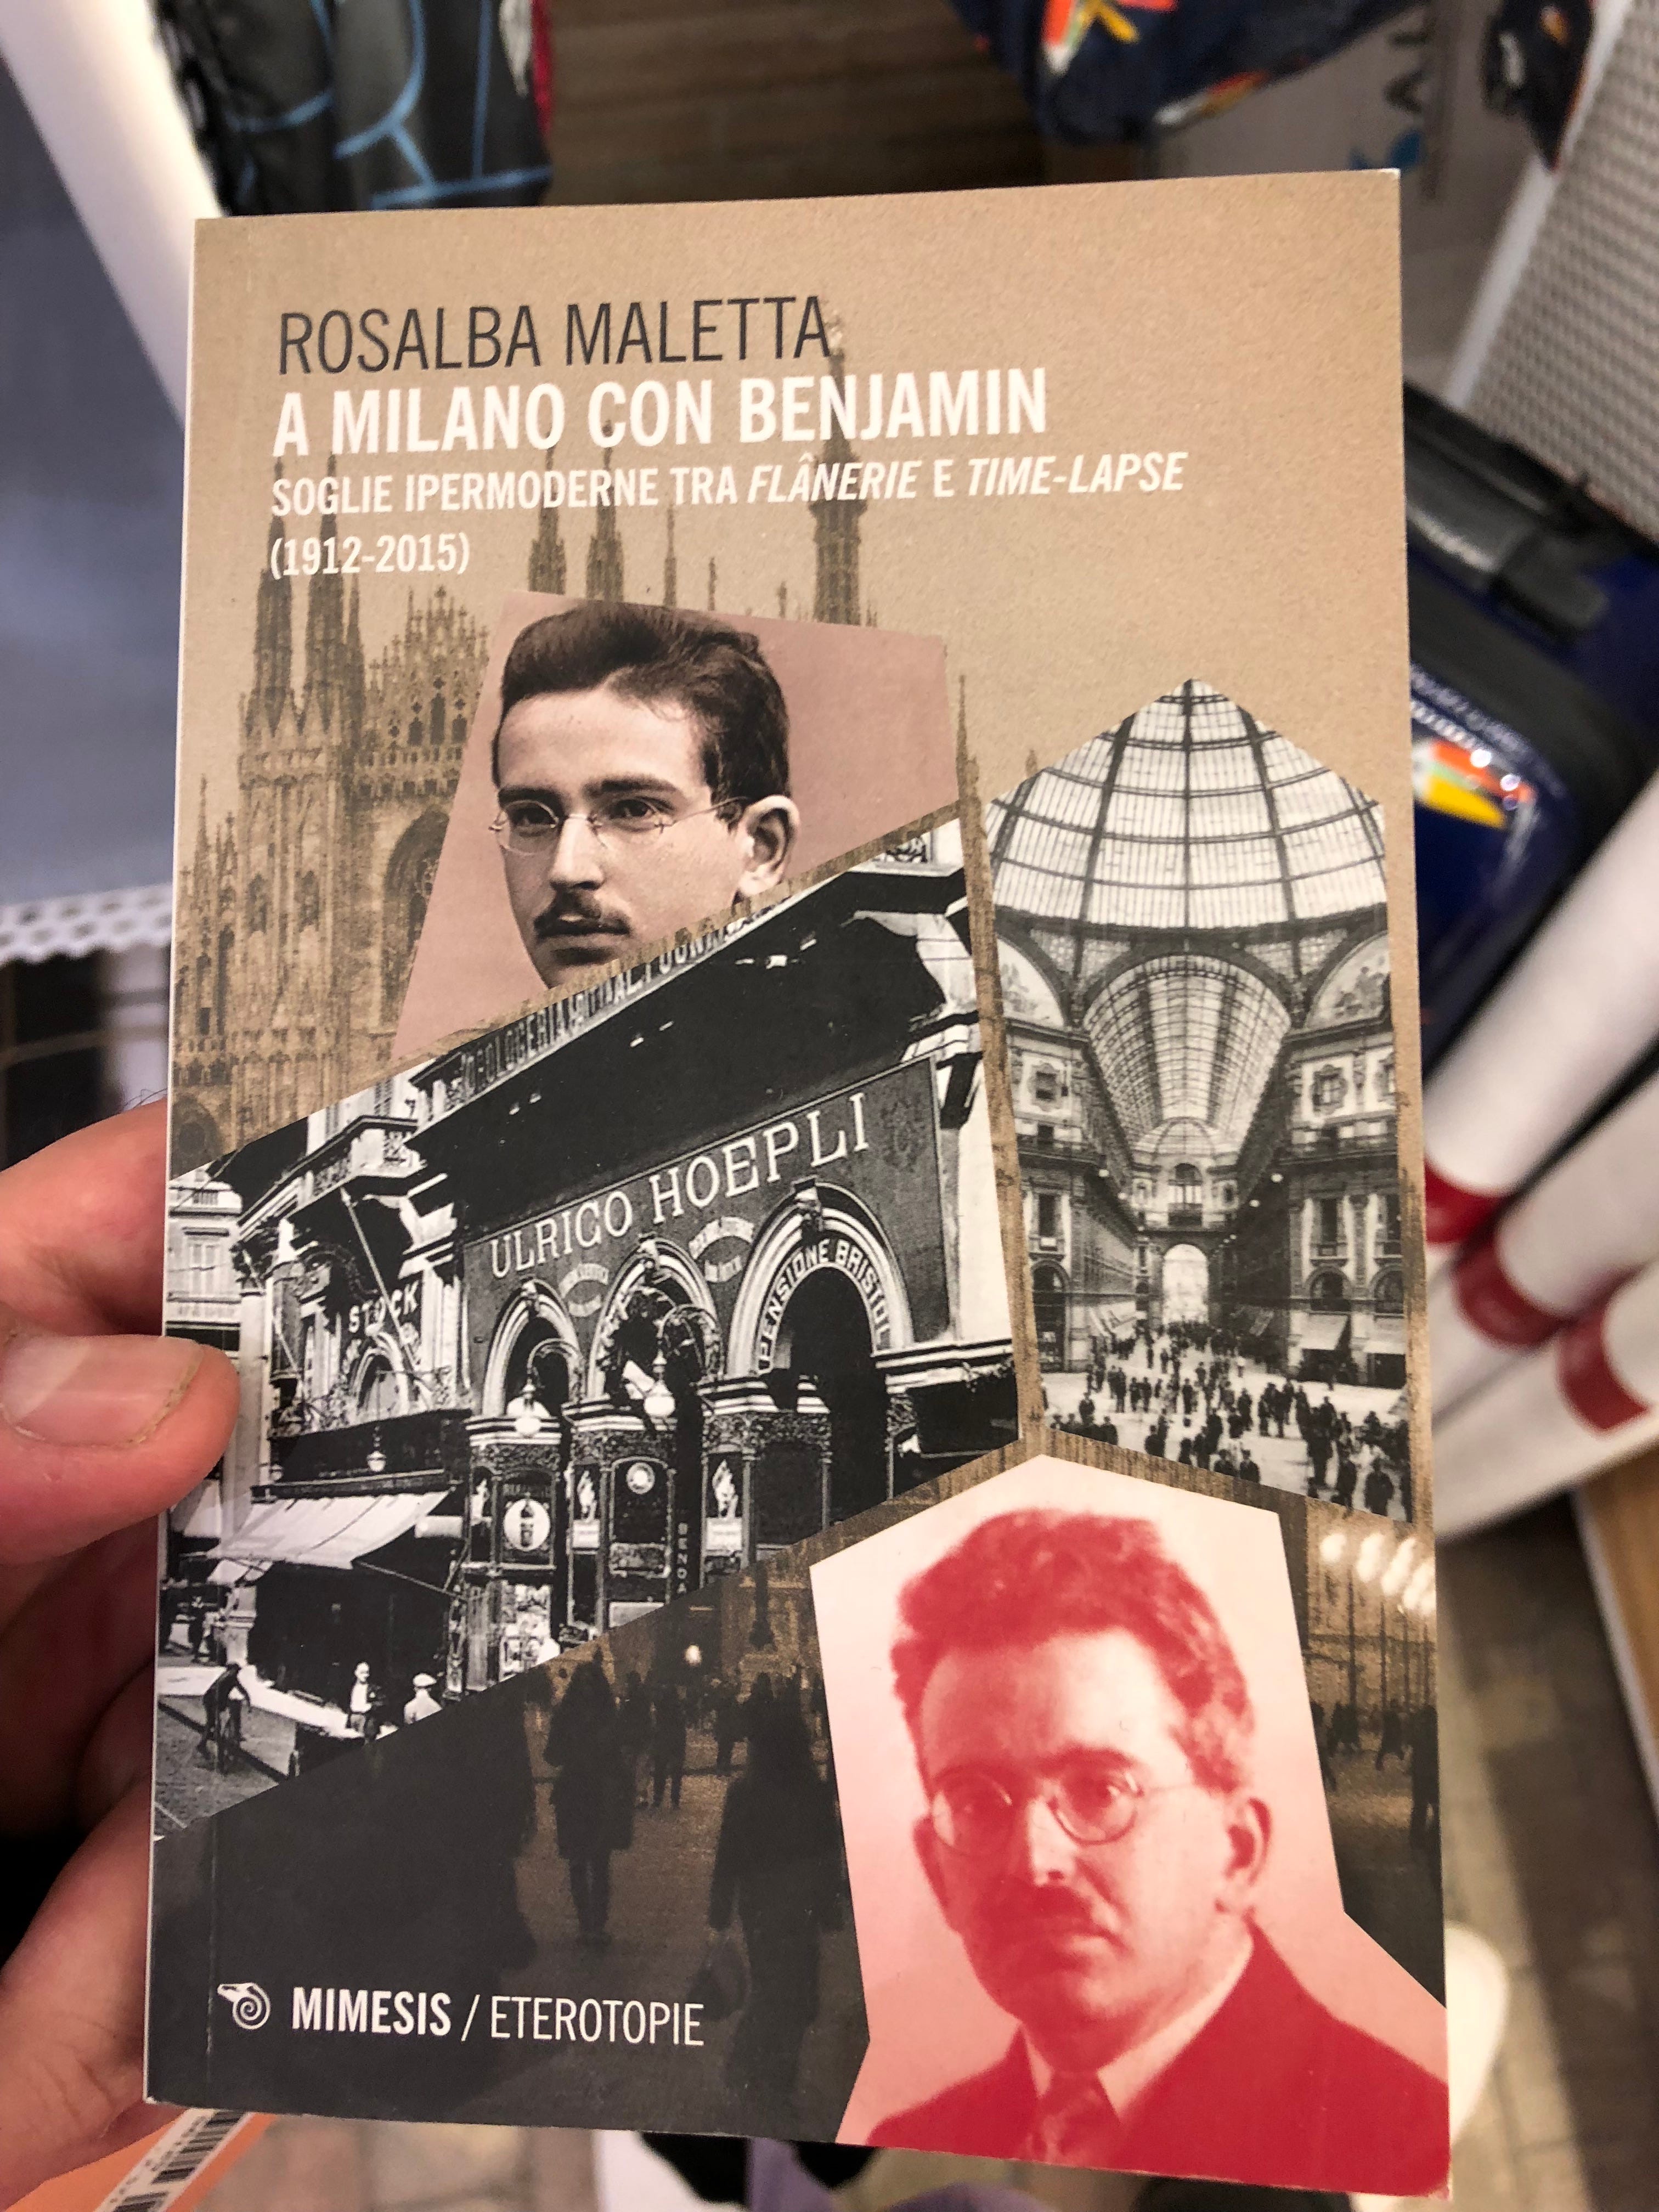 ROSALBA MALETTA
A MILANO CON BENJAMIN
SOGLIE IPERMODERNE TRA FLÂNERIE E TIME-LAPSE
(1912-2015)
ULRICO HOEPLI
PENSIONE BRISTOL
STOCK
MIMESIS / ETEROTOPIE